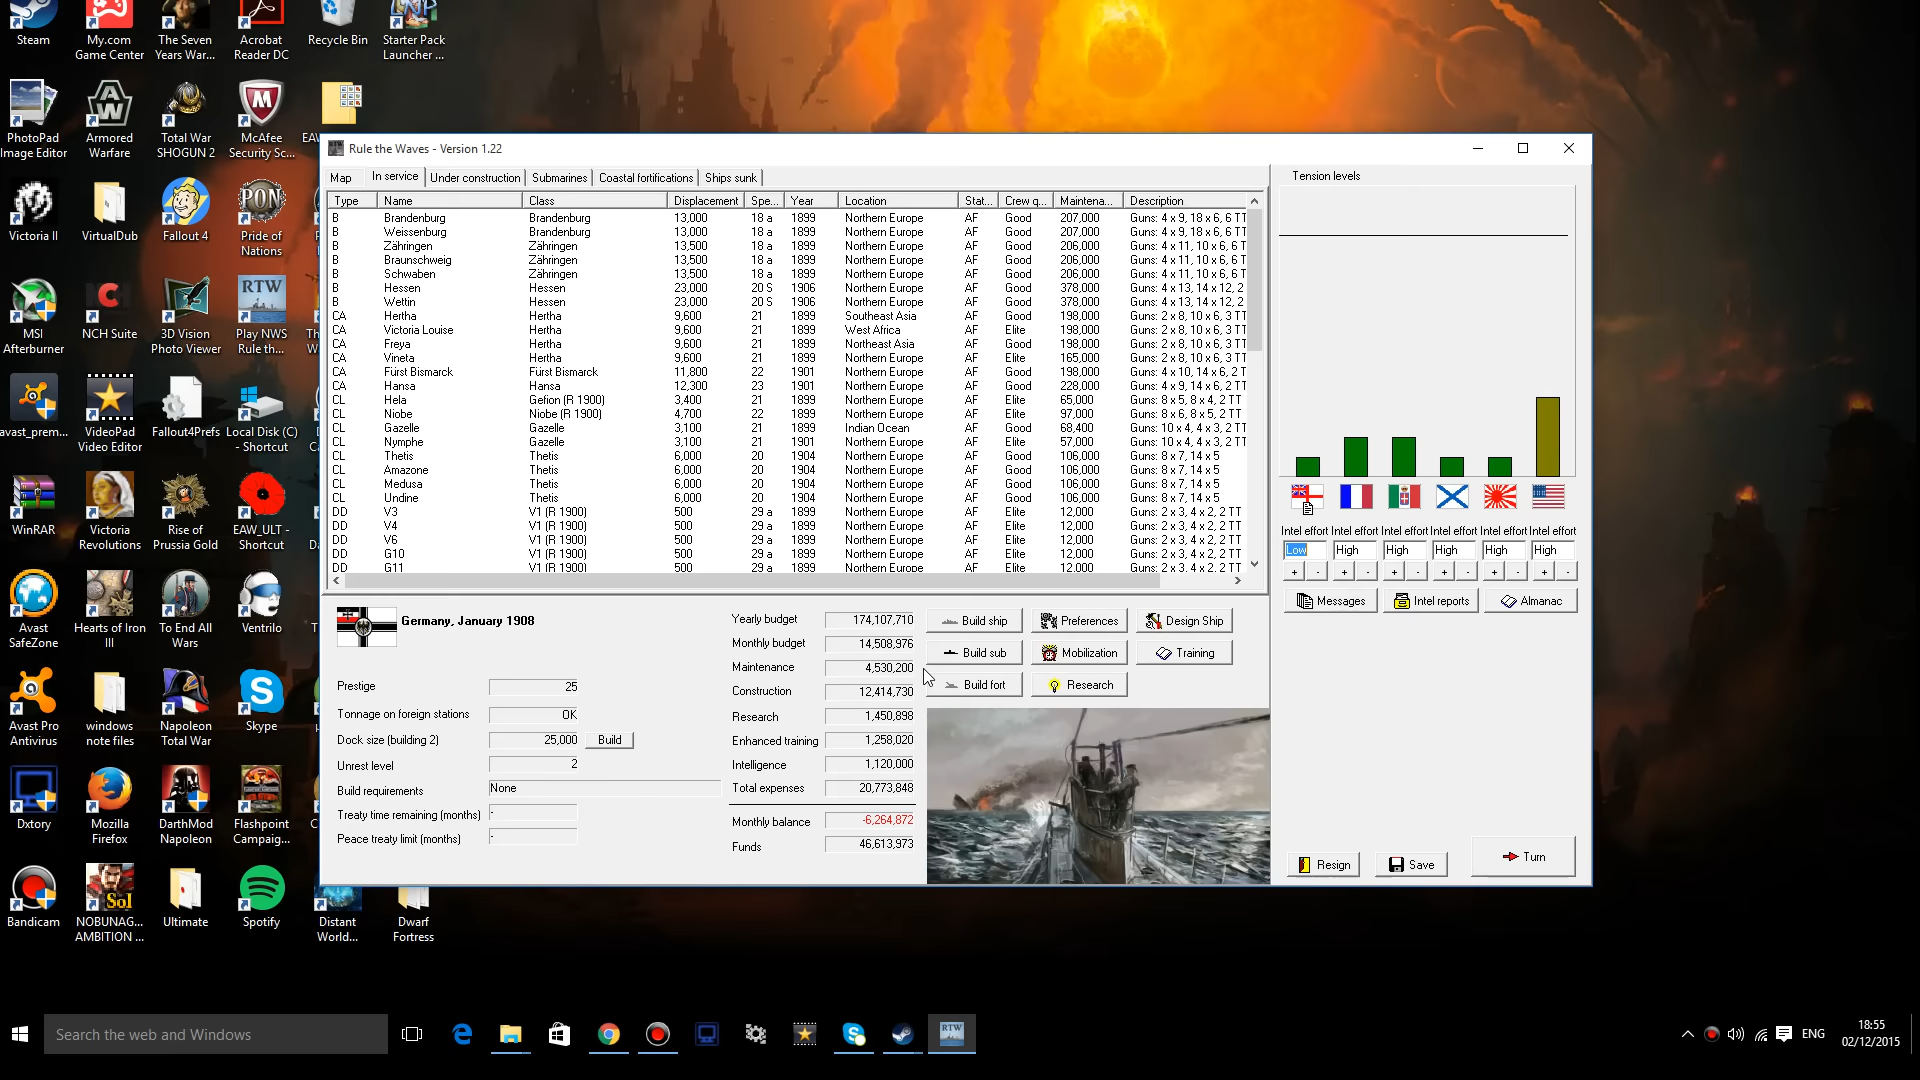 Steam
My.com
Game Center
The Seven
Years War...
Acrobat
Reader DC
Recycle Bin
Starter Pack
Launcher ...
PhotoPad
Image Editor
Armored
Warfare
Total War
SHOGUN 2
McAfee
Security Sc...
Victoria II
VirtualDub
Fallout 4
Pride of
Nations
MSI
Afterburner
NCH Suite
3D Vision
Photo Viewer
Play NWS
Rule th...
avast_prem...
VideoPad
Video Editor
Fallout4Prefs
Local Disk (C)
- Shortcut
WinRAR
Victoria
Revolutions
Rise of
Prussia Gold
EAW_ULT -
Shortcut
Avast
SafeZone
Hearts of Iron
III
To End All
Wars
Ventrilo
Avast Pro
Antivirus
windows
note files
Napoleon
Total War
Skype
Dxtory
Mozilla
Firefox
DarthMod
Napoleon
Flashpoint
Campaig...
Bandicam
NOBUNAG...
AMBITION ...
Ultimate
Spotify
Distant
World...
Dwarf
Fortress
Rule the Waves - Version 1.22
Map In service Under construction Submarines Coastal fortifications Ships sunk
Type Name Class Displacement Spe... Year Location Stat... Crew q... Maintena... Description
B Brandenburg Brandenburg 13,000 18 a 1899 Northern Europe AF Good 207,000 Guns: 4 x 9, 18 x 6, 6 TT
B Weissenburg Brandenburg 13,000 18 a 1899 Northern Europe AF Good 207,000 Guns: 4 x 9, 18 x 6, 6 TT
B Zähringen Zähringen 13,500 18 a 1899 Northern Europe AF Good 206,000 Guns: 4 x 11, 10 x 6, 6 T
B Braunschweig Zähringen 13,500 18 a 1899 Northern Europe AF Good 206,000 Guns: 4 x 11, 10 x 6, 6 T
B Schwaben Zähringen 13,500 18 a 1899 Northern Europe AF Good 206,000 Guns: 4 x 11, 10 x 6, 6 T
B Hessen Hessen 23,000 20 S 1906 Northern Europe AF Good 378,000 Guns: 4 x 13, 14 x 12, 2
B Wettin Hessen 23,000 20 S 1906 Northern Europe AF Good 378,000 Guns: 4 x 13, 14 x 12, 2
CA Hertha Hertha 9,600 21 1899 Southeast Asia AF Good 198,000 Guns: 2 x 8, 10 x 6, 3 TT
CA Victoria Louise Hertha 9,600 21 1899 West Africa AF Elite 198,000 Guns: 2 x 8, 10 x 6, 3 TT
CA Freya Hertha 9,600 21 1899 Northeast Asia AF Good 198,000 Guns: 2 x 8, 10 x 6, 3 TT
CA Vineta Hertha 9,600 21 1899 Northern Europe AF Elite 165,000 Guns: 2 x 8, 10 x 6, 3 TT
CA Fürst Bismarck Fürst Bismarck 11,800 22 1901 Northern Europe AF Good 198,000 Guns: 4 x 10, 14 x 6, 2 T
CA Hansa Hansa 12,300 23 1901 Northern Europe AF Good 228,000 Guns: 4 x 9, 14 x 6, 2 TT
CL Hela Gefion (R 1900) 3,400 21 1899 Northern Europe AF Elite 65,000 Guns: 8 x 5, 8 x 4, 2 TT
CL Niobe Niobe (R 1900) 4,700 22 1899 Northern Europe AF Elite 97,000 Guns: 8 x 6, 8 x 5, 2 TT
CL Gazelle Gazelle 3,100 21 1899 Indian Ocean AF Good 68,400 Guns: 10 x 4, 4 x 3, 2 TT
CL Nymphe Gazelle 3,100 21 1901 Northern Europe AF Elite 57,000 Guns: 10 x 4, 4 x 3, 2 TT
CL Thetis Thetis 6,000 20 1904 Northern Europe AF Good 106,000 Guns: 8 x 7, 14 x 5
CL Amazone Thetis 6,000 20 1904 Northern Europe AF Good 106,000 Guns: 8 x 7, 14 x 5
CL Medusa Thetis 6,000 20 1904 Northern Europe AF Good 106,000 Guns: 8 x 7, 14 x 5
CL Undine Thetis 6,000 20 1904 Northern Europe AF Good 106,000 Guns: 8 x 7, 14 x 5
DD V3 V1 (R 1900) 500 29 a 1899 Northern Europe AF Elite 12,000 Guns: 2 x 3, 4 x 2, 2 TT
DD V4 V1 (R 1900) 500 29 a 1899 Northern Europe AF Elite 12,000 Guns: 2 x 3, 4 x 2, 2 TT
DD V6 V1 (R 1900) 500 29 a 1899 Northern Europe AF Elite 12,000 Guns: 2 x 3, 4 x 2, 2 TT
DD G10 V1 (R 1900) 500 29 a 1899 Northern Europe AF Elite 12,000 Guns: 2 x 3, 4 x 2, 2 TT
DD G11 V1 (R 1900) 500 29 a 1899 Northern Europe AF Elite 12,000 Guns: 2 x 3, 4 x 2, 2 TT
Tension levels
Intel effort Intel effort Intel effort Intel effort Intel effort Intel effort
Low High High High High High
+ - + - + - + - + - + -
Messages Intel reports Almanac
Germany, January 1908
Prestige 25
Tonnage on foreign stations OK
Dock size (building 2) 25,000 Build
Unrest level 2
Build requirements None
Treaty time remaining (months) -
Peace treaty limit (months) -
Yearly budget 174,107,710
Monthly budget 14,508,976
Maintenance 4,530,200
Construction 12,414,730
Research 1,450,898
Enhanced training 1,258,020
Intelligence 1,120,000
Total expenses 20,773,848
Monthly balance -6,264,872
Funds 46,613,973
Build ship Preferences Design Ship
Build sub Mobilization Training
Build fort Research
Resign Save Turn
Search the web and Windows
RTW
ENG
18:55
02/12/2015